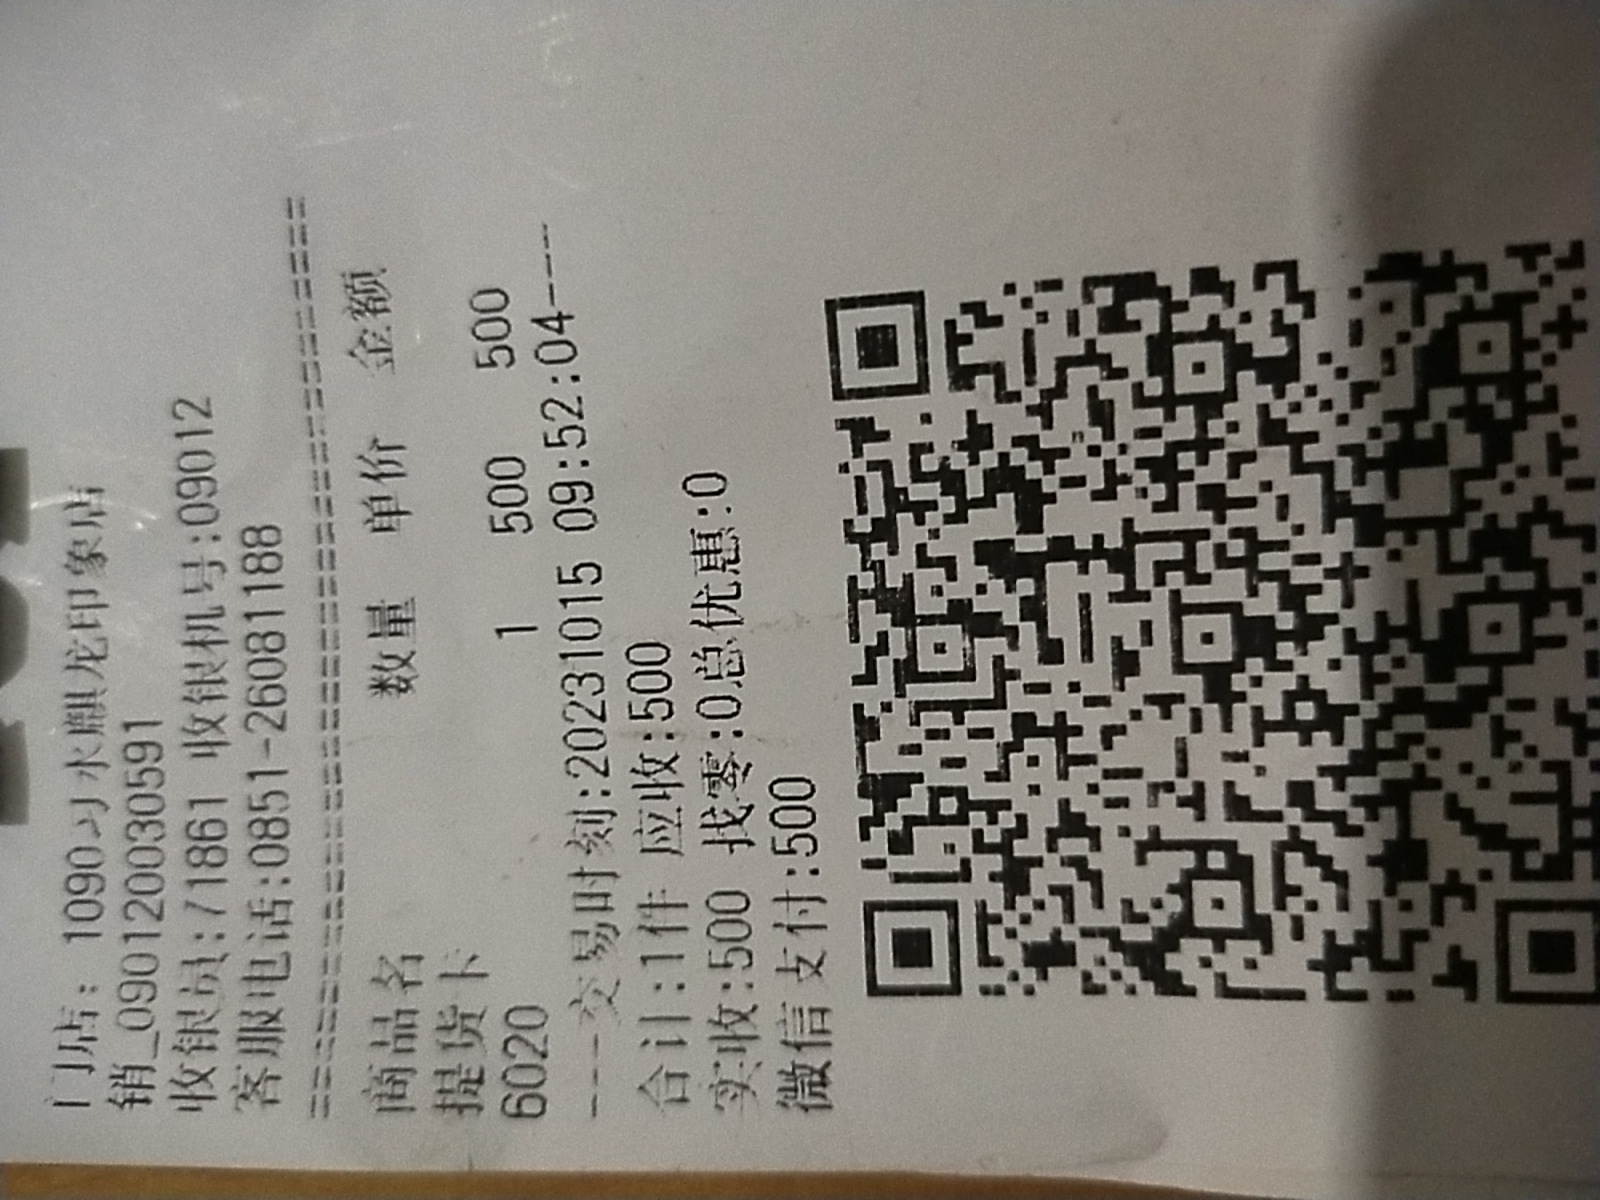 门店: 1090习水麒龙印象店
销_090120030591
收银员:71861 收银机号:09012
客服电话:0851-26081188
================================
商品名 数量 单价 金额
提货卡
6020 1 500 500
---交易时刻:20231015 09:52:04---
合计:1件 应收:500
实收:500 找零:0总优惠:0
微信支付:500